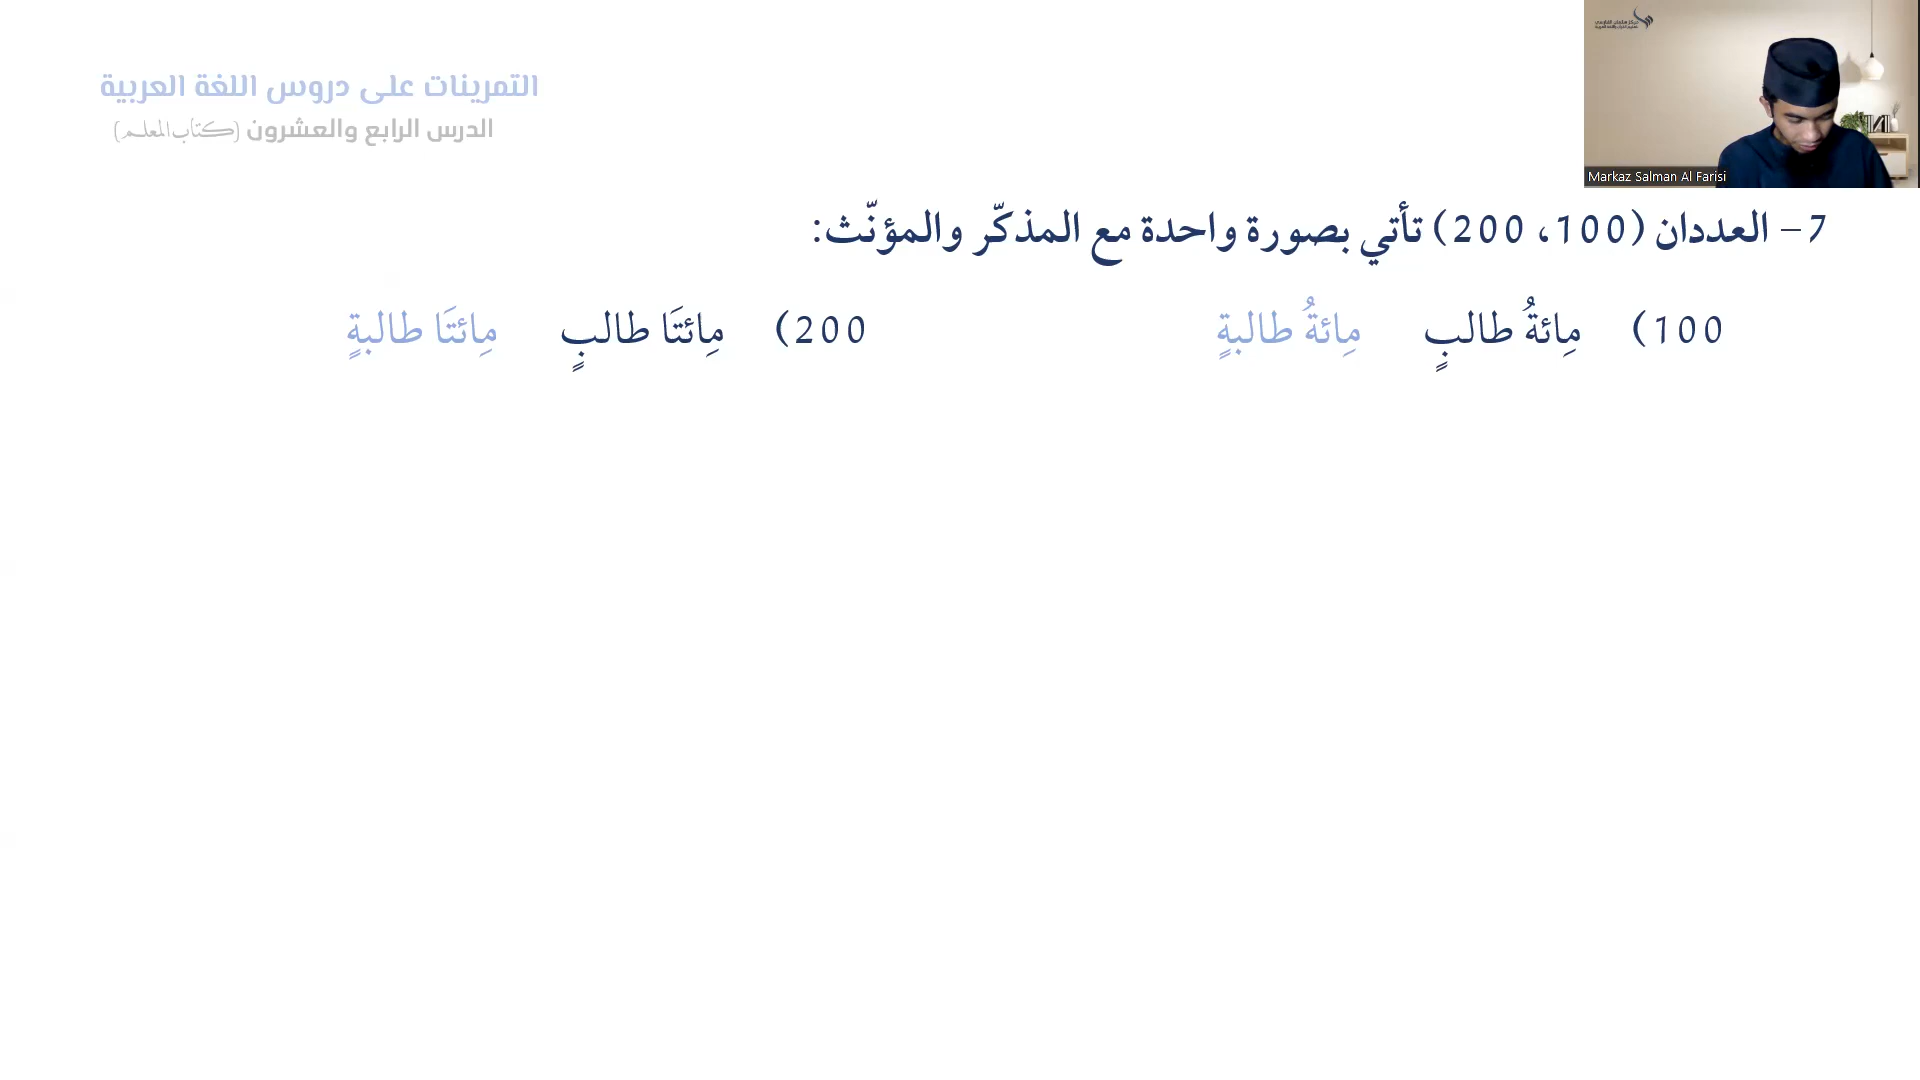 التمرينات على دروس اللغة العربية
الدرس الرابع والعشرون (كتاب المعلم)
Markaz Salman Al Farisi
7- العددان (100، 200) تأتي بصورة واحدة مع المذكّر والمؤنّث:
100) مِائةُ طالبٍ مِائةُ طالبةٍ
200) مِائتَا طالبٍ مِائتَا طالبةٍ